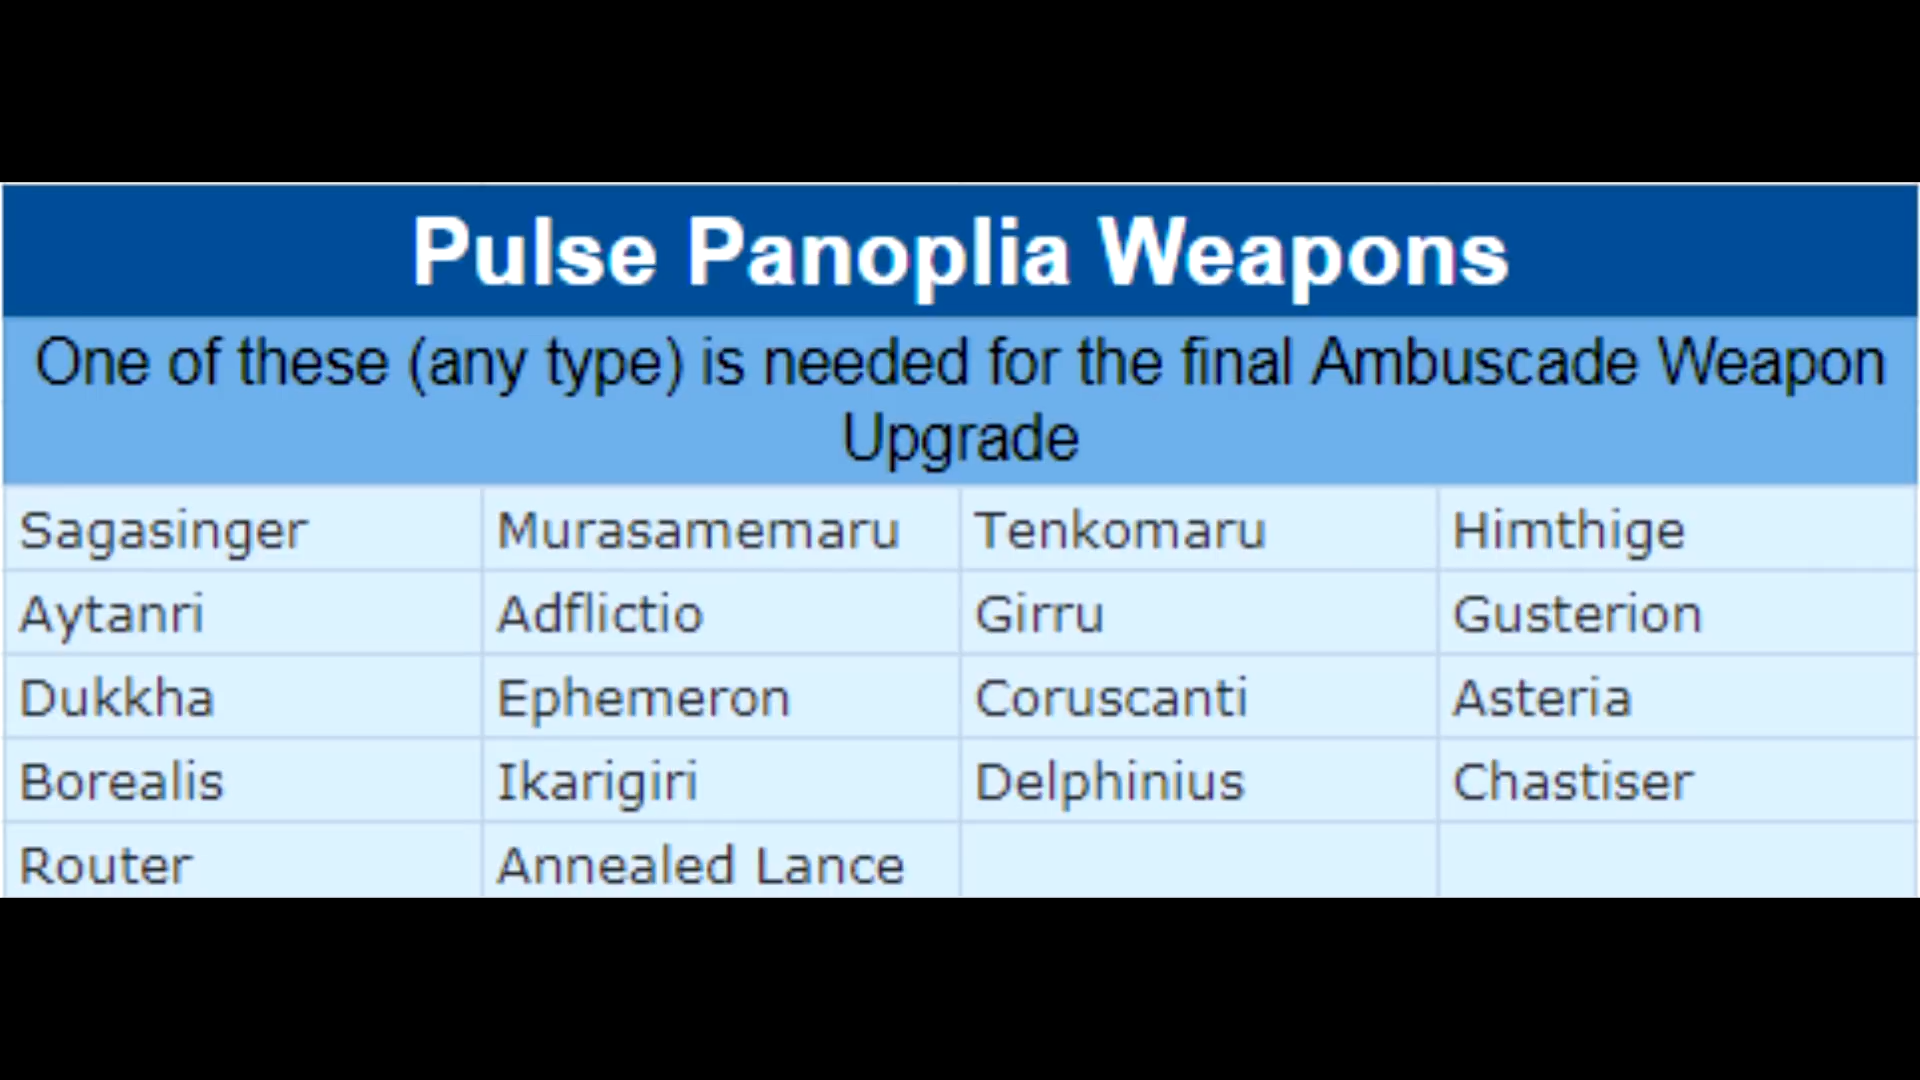 Pulse Panoplia Weapons
One of these (any type) is needed for the final Ambuscade Weapon
Upgrade
Sagasinger Murasamemaru Tenkomaru Himthige
Aytanri Adflictio Girru Gusterion
Dukkha Ephemeron Coruscanti Asteria
Borealis Ikarigiri Delphinius Chastiser
Router Annealed Lance